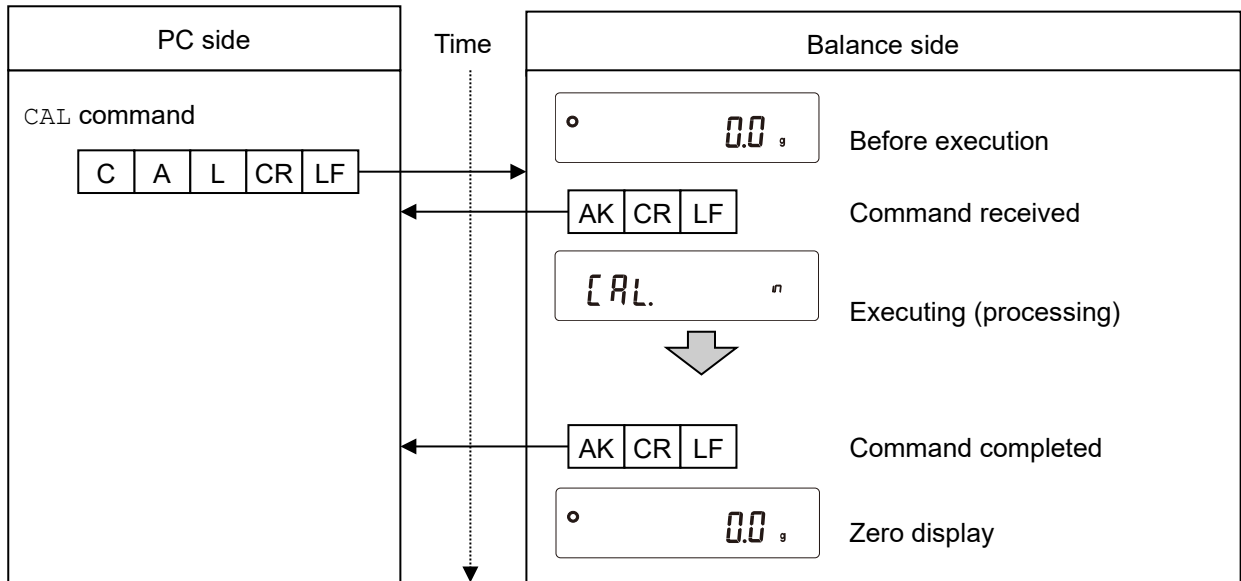 PC side
Time
Balance side
CAL command
C A L CR LF
0.0 g
Before execution
AK CR LF
Command received
CAL. in
Executing (processing)
AK CR LF
Command completed
0.0 g
Zero display